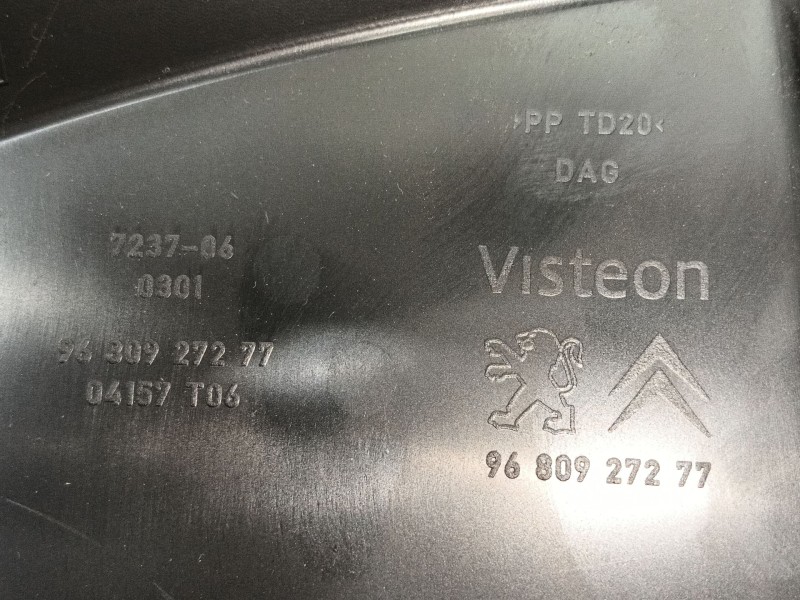 >PP TD20<
DAG
7237-06
0301
Visteon
96 809 272 77
04157 T06
96 809 272 77